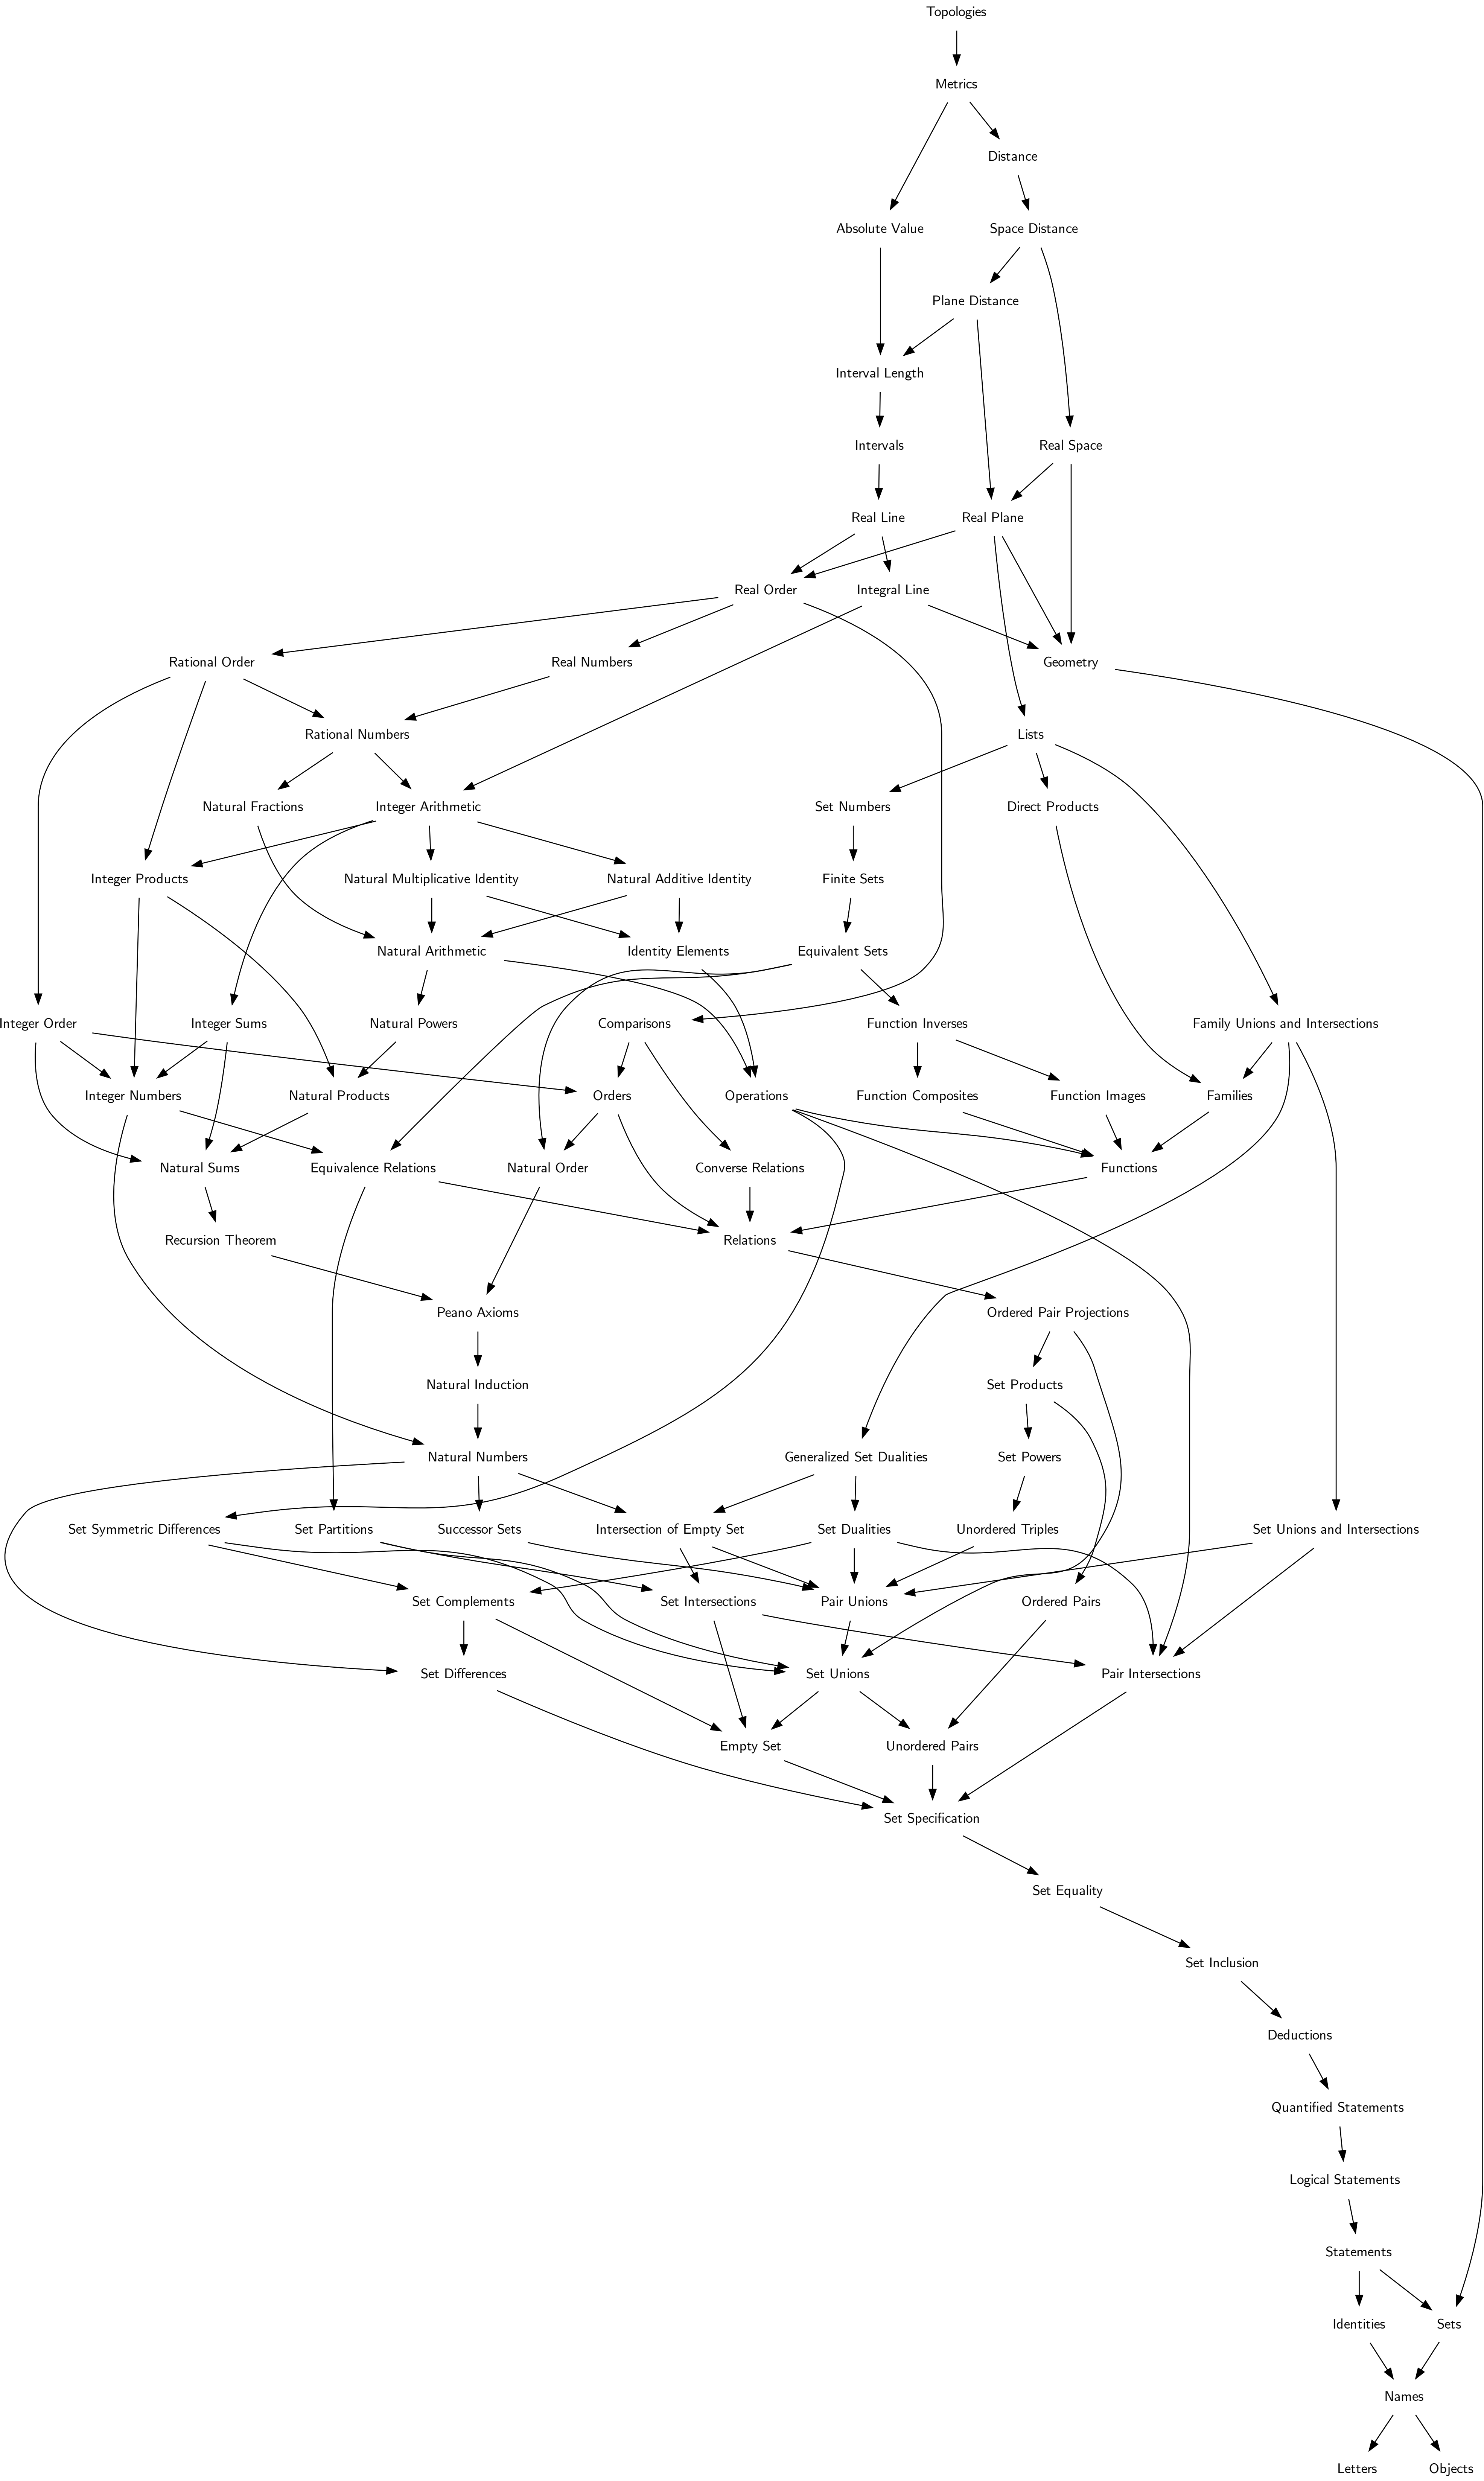 Topologies
Metrics
Distance
Absolute Value
Space Distance
Plane Distance
Interval Length
Intervals
Real Space
Real Line
Real Plane
Real Order
Integral Line
Rational Order
Real Numbers
Geometry
Rational Numbers
Lists
Natural Fractions
Integer Arithmetic
Set Numbers
Direct Products
Integer Products
Natural Multiplicative Identity
Natural Additive Identity
Finite Sets
Natural Arithmetic
Identity Elements
Equivalent Sets
Integer Order
Integer Sums
Natural Powers
Comparisons
Function Inverses
Family Unions and Intersections
Integer Numbers
Natural Products
Orders
Operations
Function Composites
Function Images
Families
Natural Sums
Equivalence Relations
Natural Order
Converse Relations
Functions
Recursion Theorem
Relations
Peano Axioms
Ordered Pair Projections
Natural Induction
Set Products
Natural Numbers
Generalized Set Dualities
Set Powers
Set Symmetric Differences
Set Partitions
Successor Sets
Intersection of Empty Set
Set Dualities
Unordered Triples
Set Unions and Intersections
Set Complements
Set Intersections
Pair Unions
Ordered Pairs
Set Differences
Set Unions
Pair Intersections
Empty Set
Unordered Pairs
Set Specification
Set Equality
Set Inclusion
Deductions
Quantified Statements
Logical Statements
Statements
Identities
Sets
Names
Letters
Objects